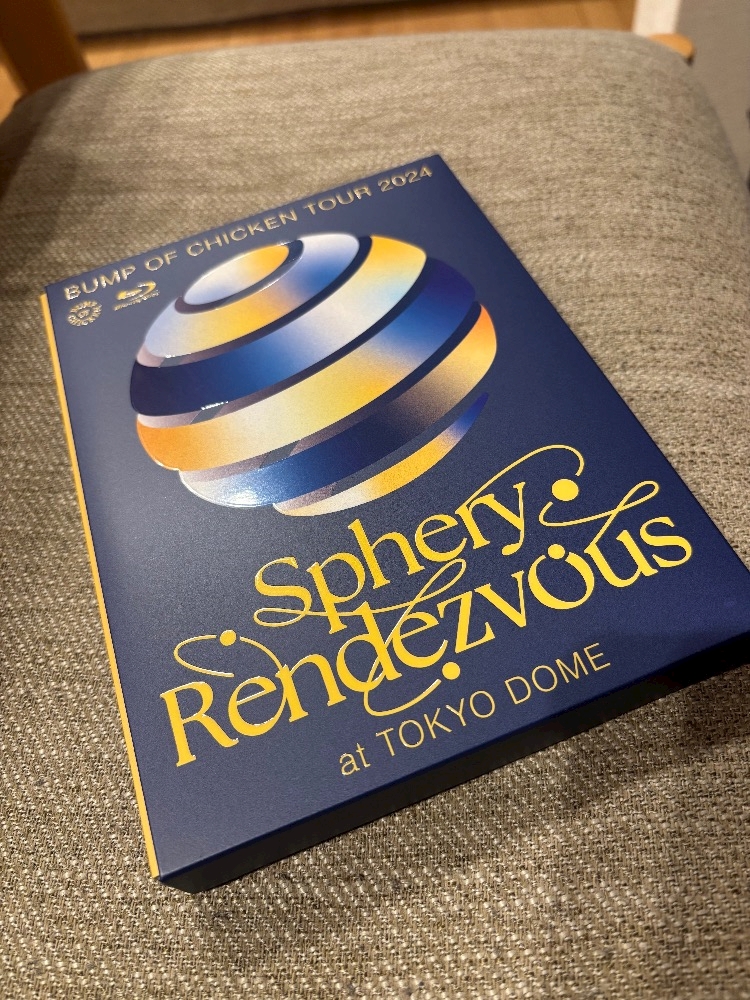 BUMP OF CHICKEN TOUR 2024
Sphery
Rendezvous
at TOKYO DOME